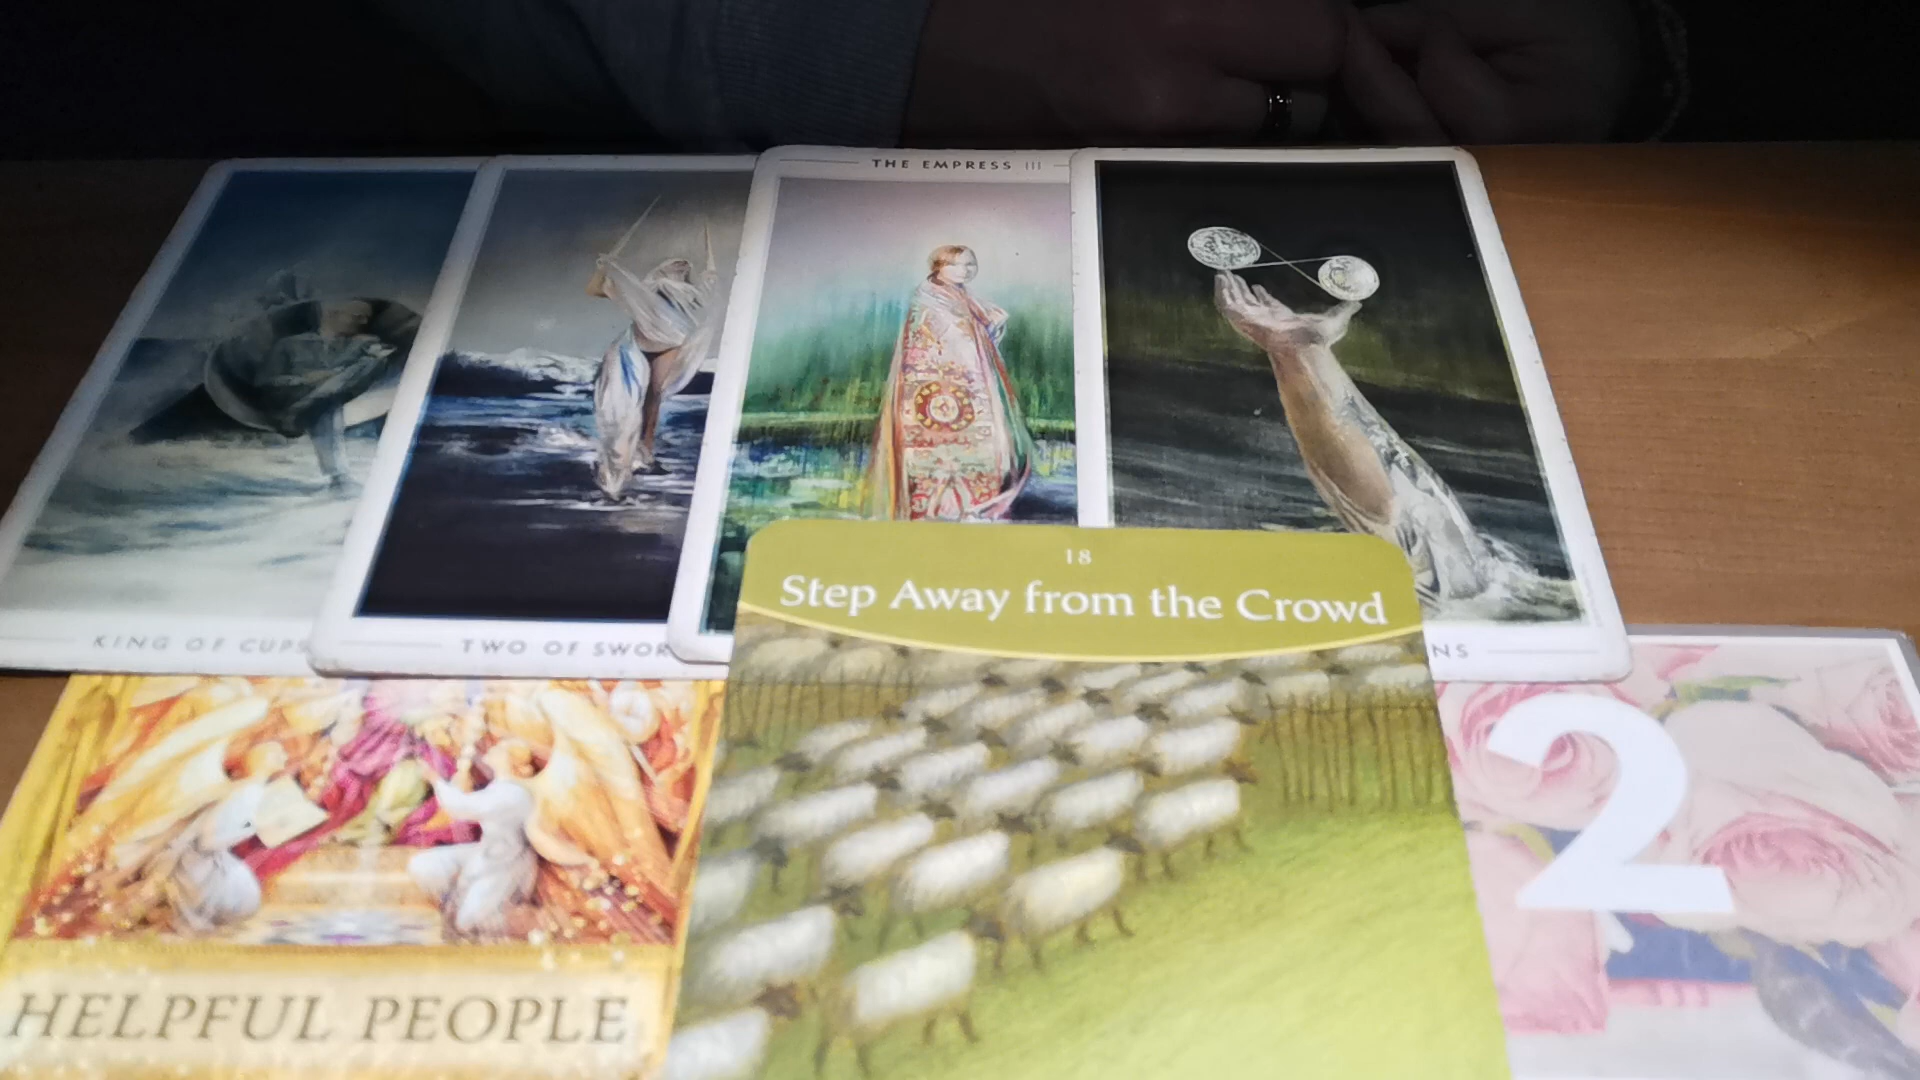 THE EMPRESS III
KING OF CUPS
TWO OF SWOR
NS
18
Step Away from the Crowd
2
HELPFUL PEOPLE